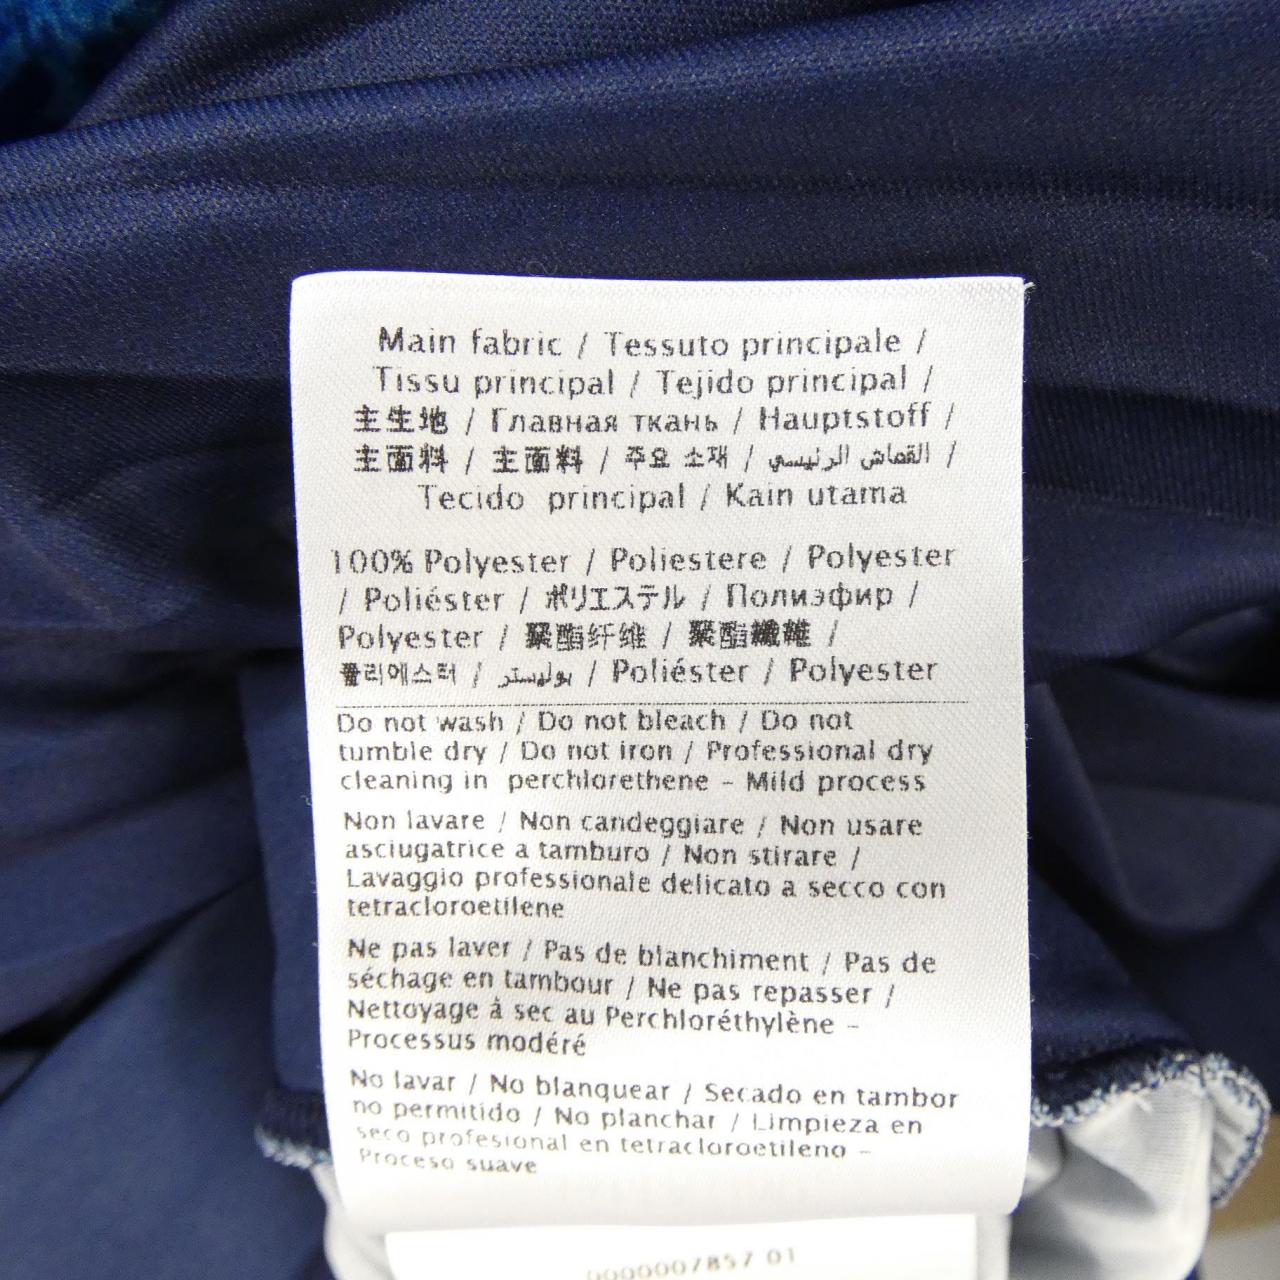 Main fabric / Tessuto principale /
Tissu principal / Tejido principal /
主生地 / Главная ткань / Hauptstoff /
主面料 / 主面料 / 주요 소재 / القماش الرئيسي /
Tecido principal / Kain utama
100% Polyester / Poliestere / Polyester
/ Poliéster / ポリエステル / Полиэфир /
Polyester / 聚酯纤维 / 聚酯纖維 /
폴리에스터 / بوليستر / Poliéster / Polyester
Do not wash / Do not bleach / Do not
tumble dry / Do not iron / Professional dry
cleaning in perchlorethene - Mild process
Non lavare / Non candeggiare / Non usare
asciugatrice a tamburo / Non stirare /
Lavaggio professionale delicato a secco con
tetracloroetilene
Ne pas laver / Pas de blanchiment / Pas de
séchage en tambour / Ne pas repasser /
Nettoyage à sec au Perchloréthylène -
Processus modéré
No lavar / No blanquear / Secado en tambor
no permitido / No planchar / Limpieza en
seco profesional en tetracloroetileno -
Proceso suave
0000007857 01